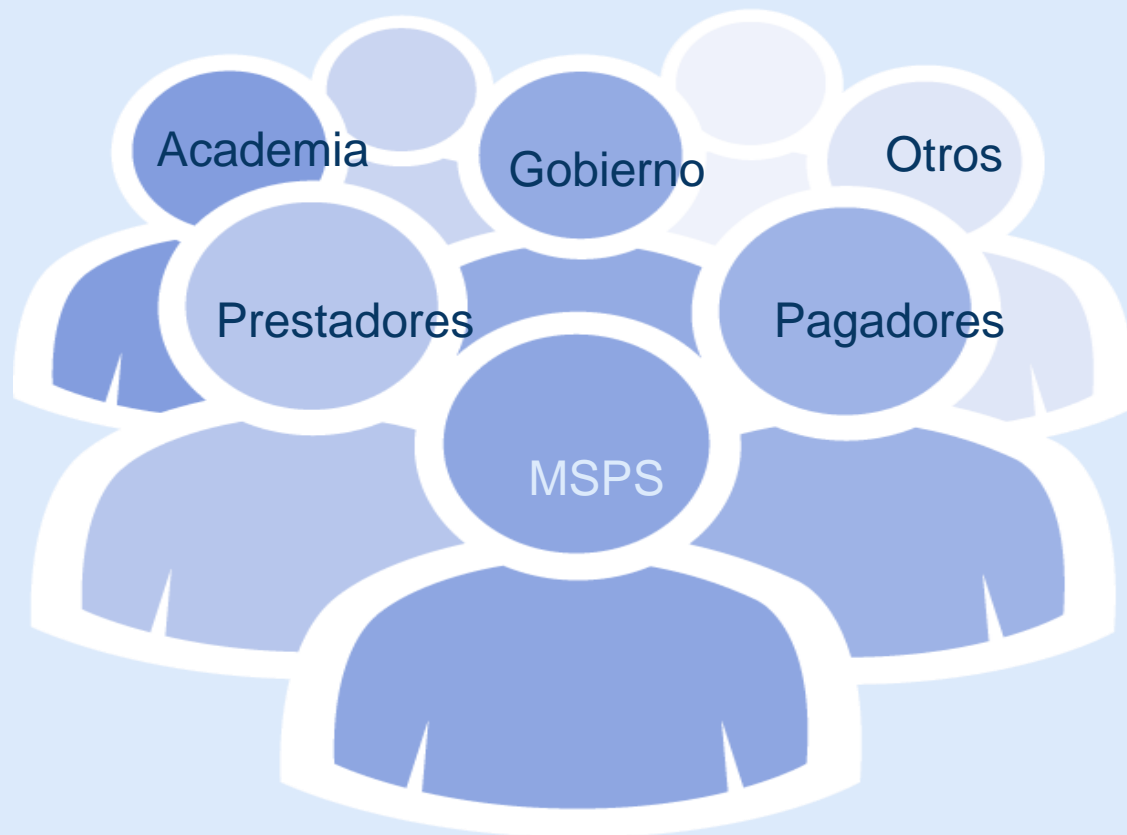 Academia
Gobierno
Otros
Prestadores
Pagadores
MSPS